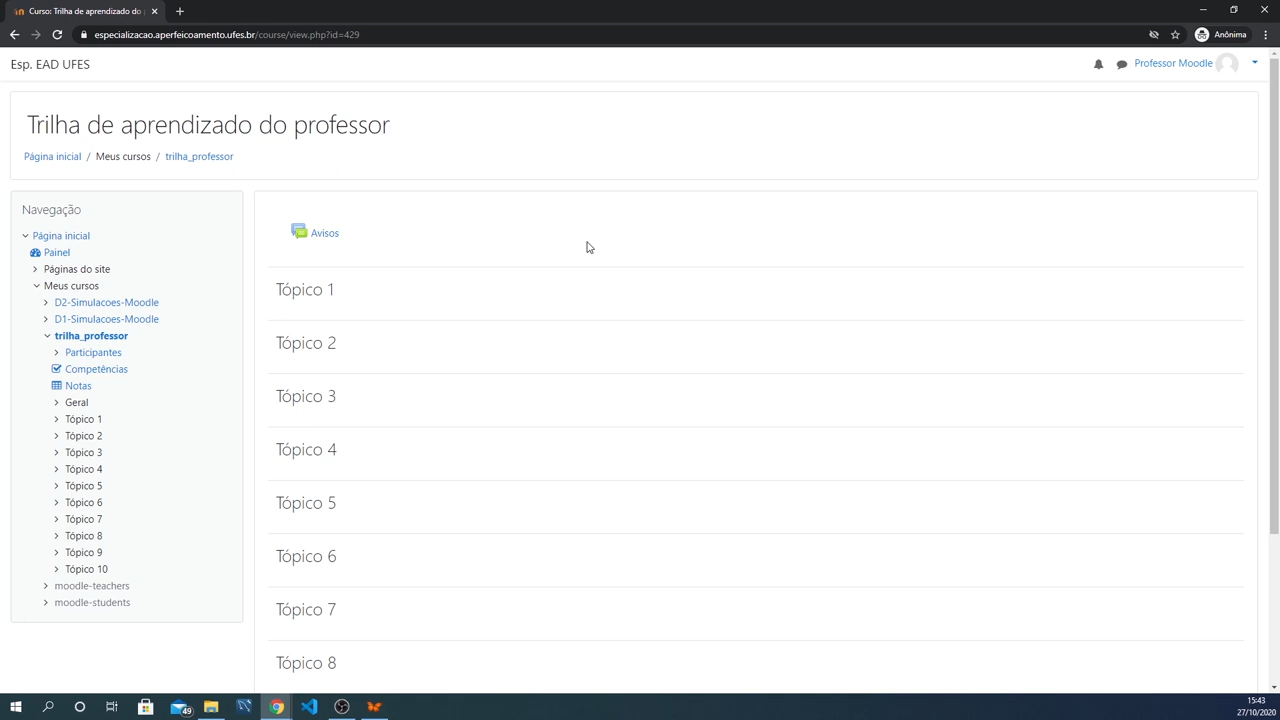 Curso: Trilha de aprendizado do
especializacao.aperfeicoamento.ufes.br/course/view.php?id=429
Anônima
Esp. EAD UFES
Professor Moodle
Trilha de aprendizado do professor
Página inicial / Meus cursos / trilha_professor
Navegação
Página inicial
Painel
Páginas do site
Meus cursos
D2-Simulacoes-Moodle
D1-Simulacoes-Moodle
trilha_professor
Participantes
Competências
Notas
Geral
Tópico 1
Tópico 2
Tópico 3
Tópico 4
Tópico 5
Tópico 6
Tópico 7
Tópico 8
Tópico 9
Tópico 10
moodle-teachers
moodle-students
Avisos
Tópico 1
Tópico 2
Tópico 3
Tópico 4
Tópico 5
Tópico 6
Tópico 7
Tópico 8
49
15:43
27/10/2020